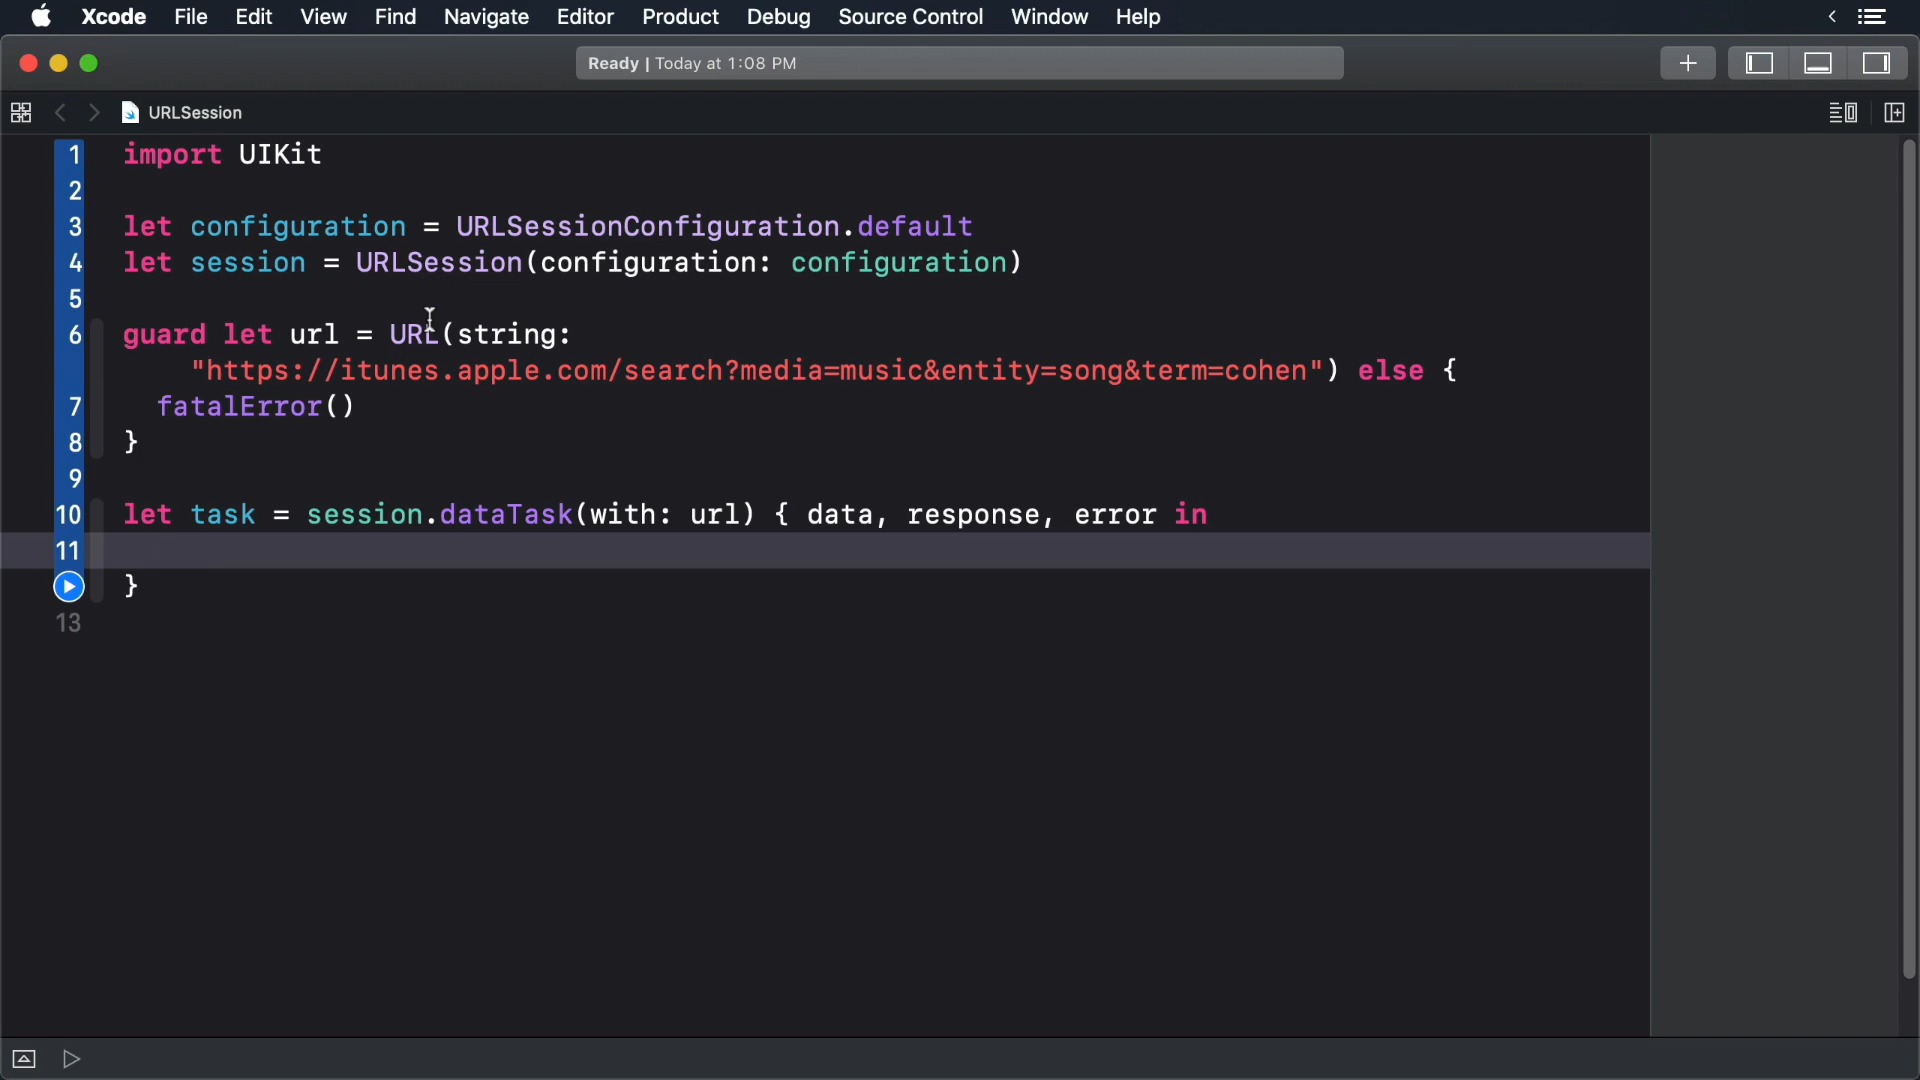 Xcode File Edit View Find Navigate Editor Product Debug Source Control Window Help
Ready | Today at 1:08 PM
URLSession
1 import UIKit
2
3 let configuration = URLSessionConfiguration.default
4 let session = URLSession(configuration: configuration)
5
6 guard let url = URL(string:
"https://itunes.apple.com/search?media=music&entity=song&term=cohen") else {
7 fatalError()
8 }
9
10 let task = session.dataTask(with: url) { data, response, error in
11
}
13